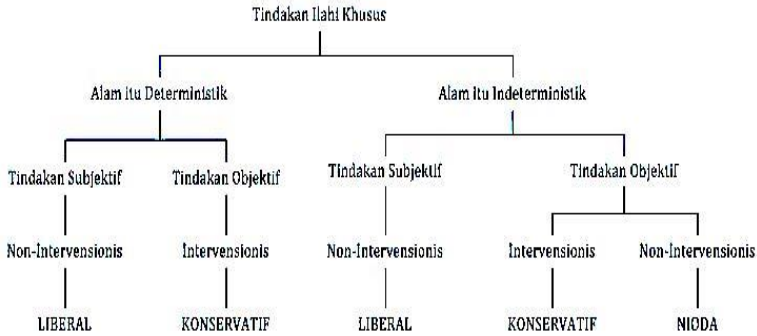 Tindakan Ilahi Khusus
Alam itu Deterministik
Alam itu Indeterministik
Tindakan Subjektif
Tindakan Objektif
Tindakan Subjektif
Tindakan Objektif
Non-Intervensionis
Intervensionis
Non-Intervensionis
Intervensionis
Non-Intervensionis
LIBERAL
KONSERVATIF
LIBERAL
KONSERVATIF
NIODA